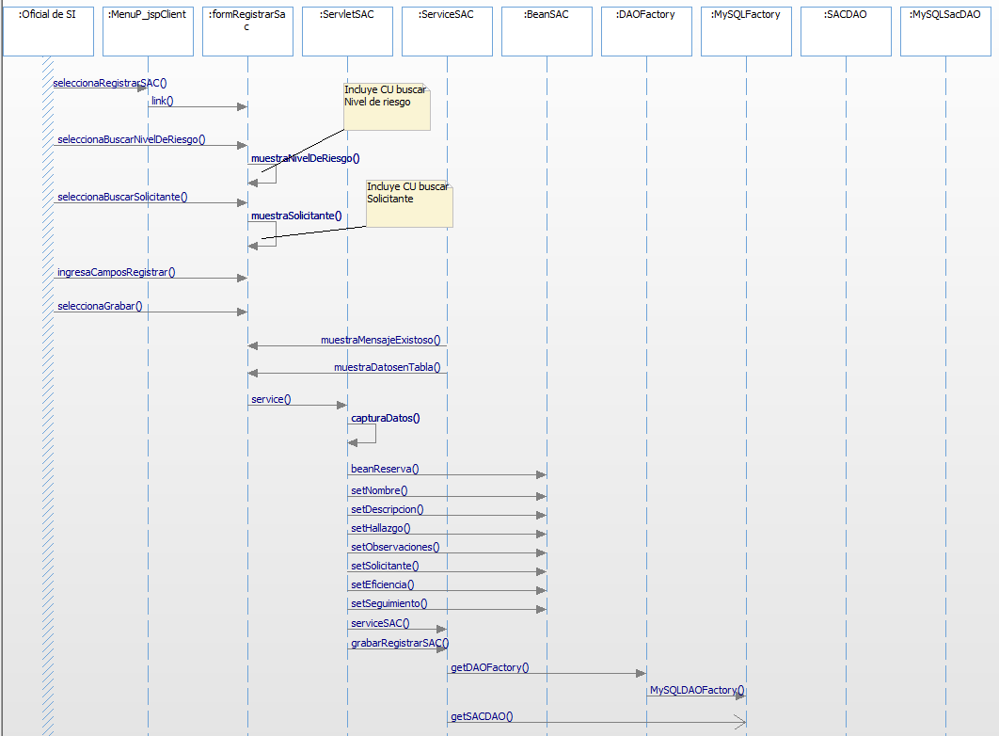 :Oficial de SI
:MenuP_jspClient
:formRegistrarSa
c
:ServletSAC
:ServiceSAC
:BeanSAC
:DAOFactory
:MySQLFactory
:SACDAO
:MySQLSacDAO
seleccionaRegistrarSAC()
link()
Incluye CU buscar
Nivel de riesgo
seleccionaBuscarNivelDeRiesgo()
muestraNivelDeRiesgo()
Incluye CU buscar
Solicitante
seleccionaBuscarSolicitante()
muestraSolicitante()
ingresaCamposRegistrar()
seleccionaGrabar()
muestraMensajeExistoso()
muestraDatosenTabla()
service()
capturaDatos()
beanReserva()
setNombre()
setDescripcion()
setHallazgo()
setObservaciones()
setSolicitante()
setEficiencia()
setSeguimiento()
serviceSAC()
grabarRegistrarSAC()
getDAOFactory()
MySQLDAOFactory()
getSACDAO()